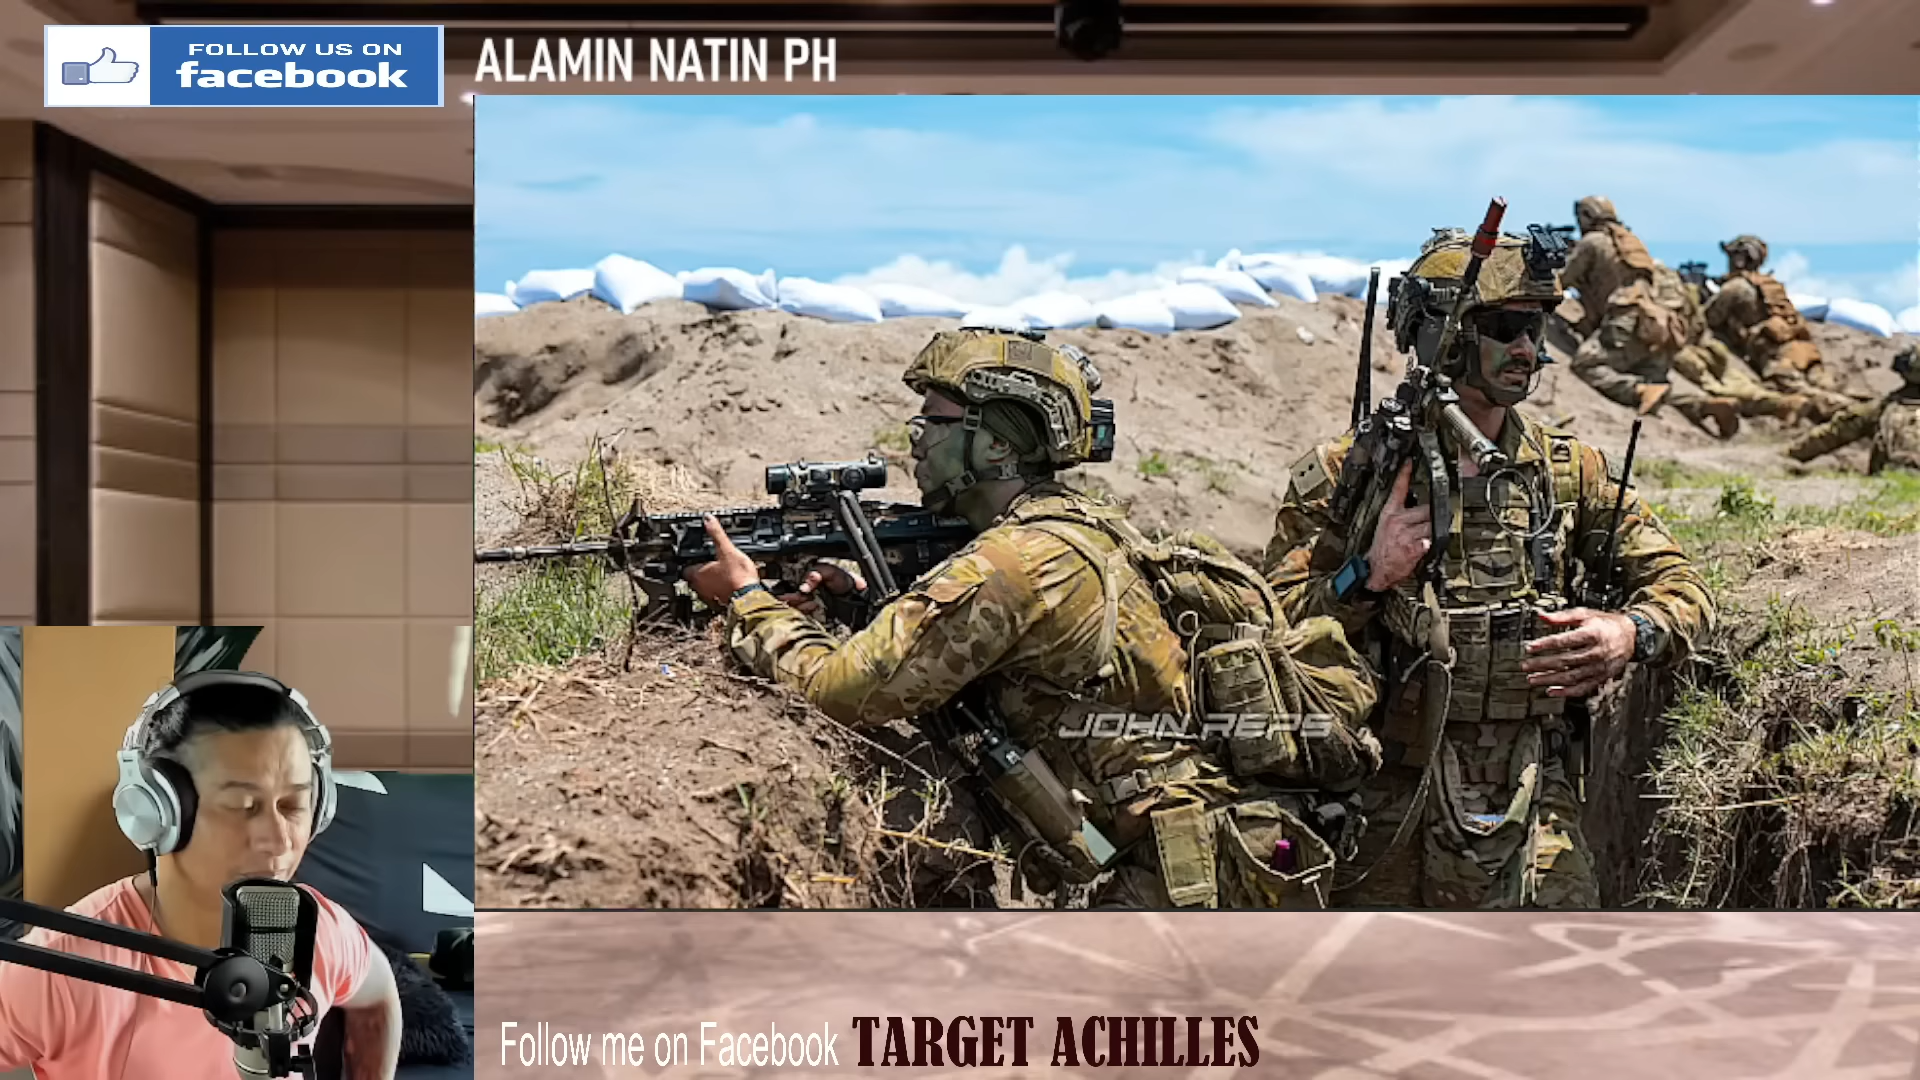 FOLLOW US ON
facebook
ALAMIN NATIN PH
JOHN REPS
Follow me on Facebook TARGET ACHILLES